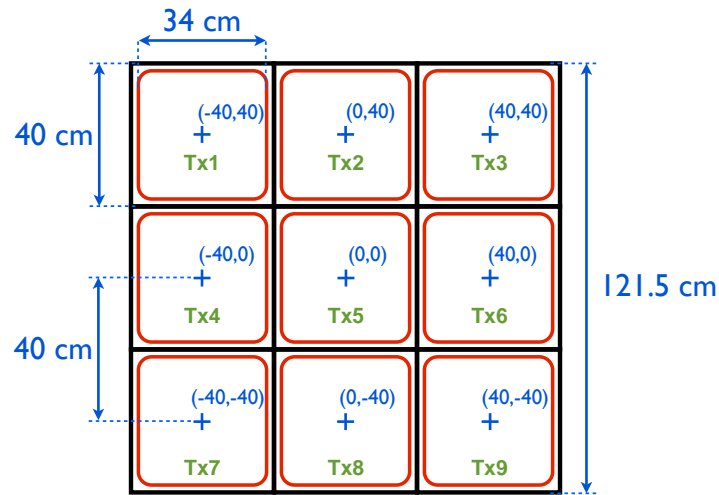 34 cm
40 cm
(-40,40)
(0,40)
(40,40)
Tx1
Tx2
Tx3
(-40,0)
(0,0)
(40,0)
121.5 cm
Tx4
Tx5
Tx6
40 cm
(-40,-40)
(0,-40)
(40,-40)
Tx7
Tx8
Tx9